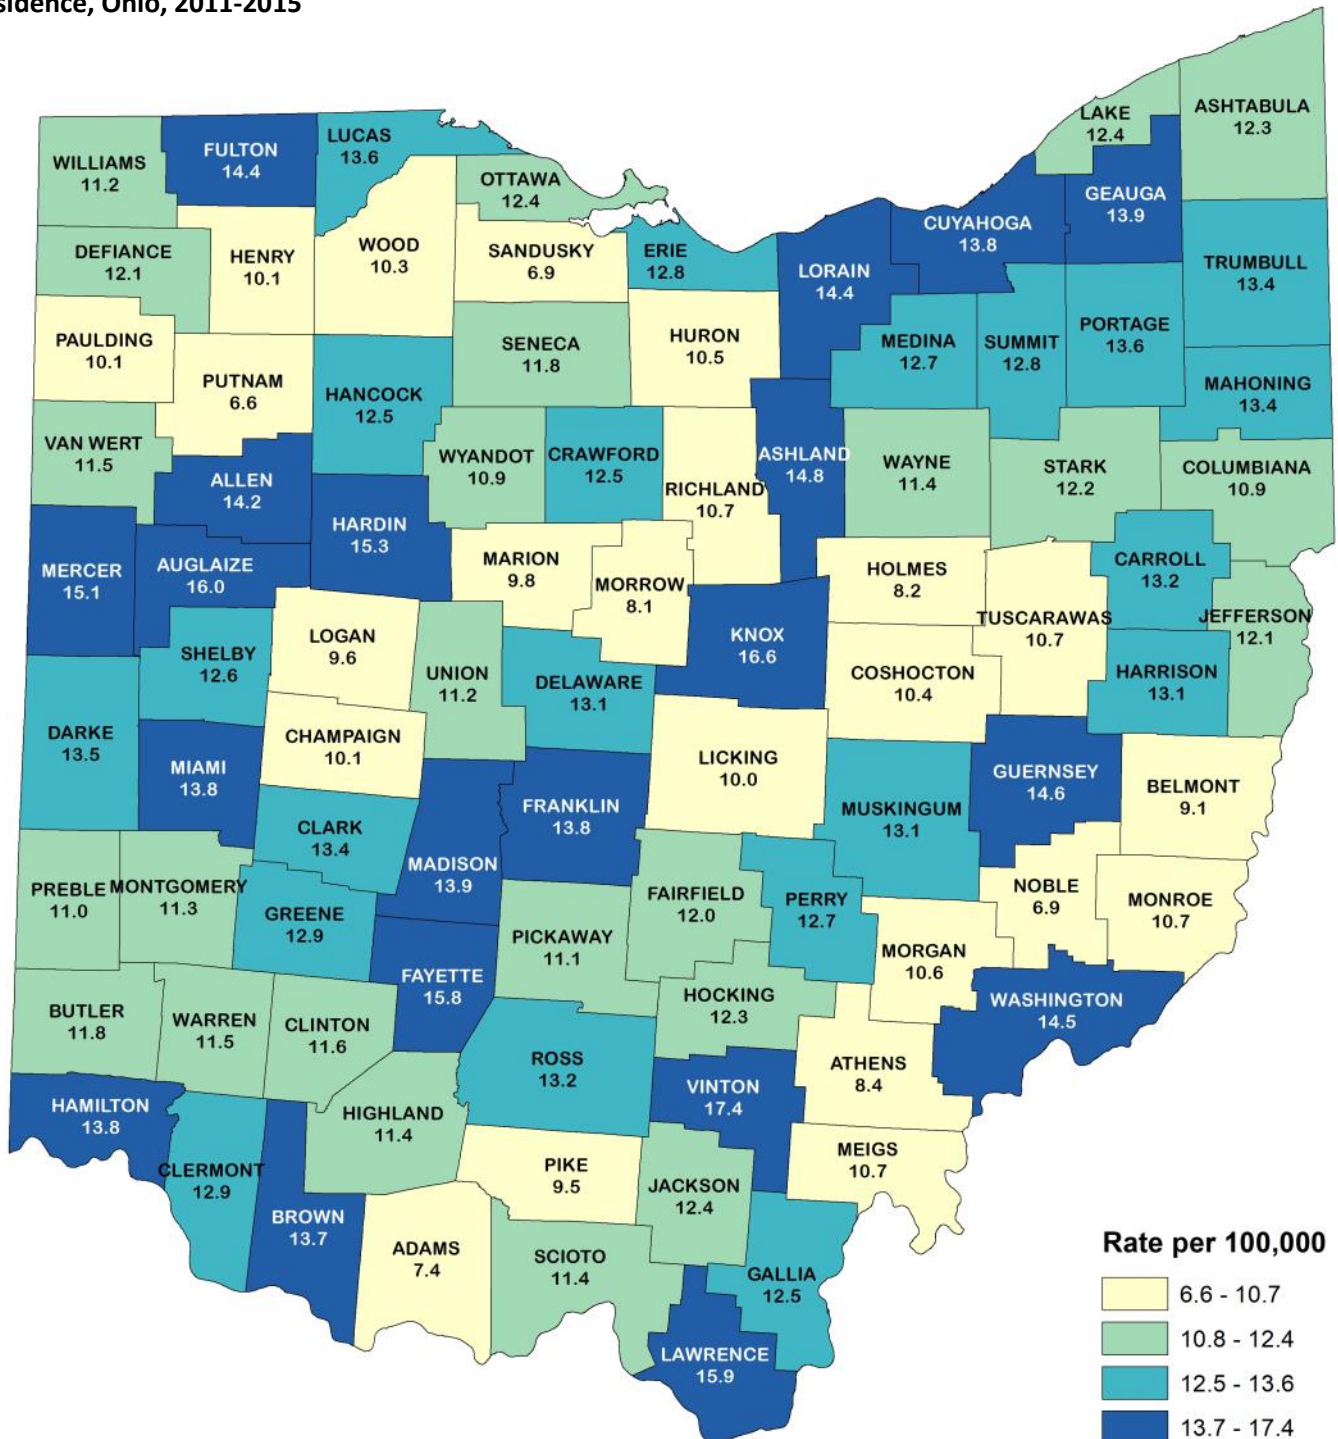 sidence, Ohio, 2011-2015
WILLIAMS
11.2
FULTON
14.4
LUCAS
13.6
OTTAWA
12.4
LAKE
12.4
ASHTABULA
12.3
GEAUGA
13.9
CUYAHOGA
13.8
DEFIANCE
12.1
HENRY
10.1
WOOD
10.3
SANDUSKY
6.9
ERIE
12.8
LORAIN
14.4
TRUMBULL
13.4
PAULDING
10.1
PUTNAM
6.6
HANCOCK
12.5
SENECA
11.8
HURON
10.5
MEDINA
12.7
SUMMIT
12.8
PORTAGE
13.6
MAHONING
13.4
VAN WERT
11.5
ALLEN
14.2
WYANDOT
10.9
CRAWFORD
12.5
RICHLAND
10.7
ASHLAND
14.8
WAYNE
11.4
STARK
12.2
COLUMBIANA
10.9
MERCER
15.1
AUGLAIZE
16.0
HARDIN
15.3
MARION
9.8
MORROW
8.1
HOLMES
8.2
TUSCARAWAS
10.7
CARROLL
13.2
JEFFERSON
12.1
SHELBY
12.6
LOGAN
9.6
UNION
11.2
DELAWARE
13.1
KNOX
16.6
COSHOCTON
10.4
HARRISON
13.1
DARKE
13.5
MIAMI
13.8
CHAMPAIGN
10.1
FRANKLIN
13.8
LICKING
10.0
MUSKINGUM
13.1
GUERNSEY
14.6
BELMONT
9.1
CLARK
13.4
MADISON
13.9
PREBLE
11.0
MONTGOMERY
11.3
GREENE
12.9
FAIRFIELD
12.0
PERRY
12.7
NOBLE
6.9
MONROE
10.7
PICKAWAY
11.1
MORGAN
10.6
FAYETTE
15.8
HOCKING
12.3
WASHINGTON
14.5
BUTLER
11.8
WARREN
11.5
CLINTON
11.6
ROSS
13.2
ATHENS
8.4
HAMILTON
13.8
HIGHLAND
11.4
VINTON
17.4
MEIGS
10.7
CLERMONT
12.9
BROWN
13.7
PIKE
9.5
JACKSON
12.4
ADAMS
7.4
SCIOTO
11.4
GALLIA
12.5
LAWRENCE
15.9
Rate per 100,000
6.6 - 10.7
10.8 - 12.4
12.5 - 13.6
13.7 - 17.4